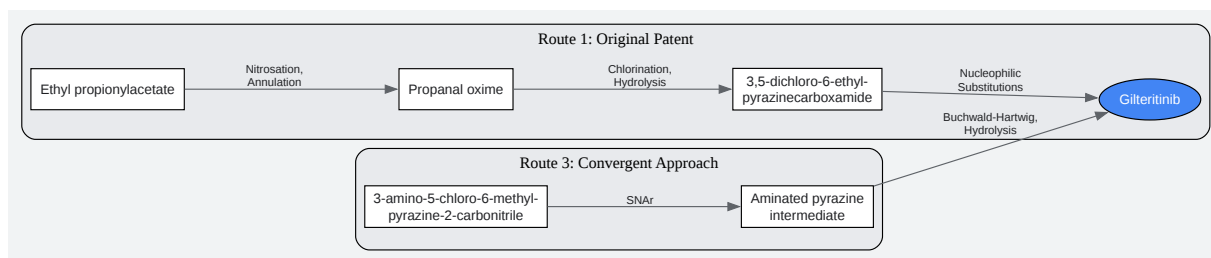 Route 1: Original Patent
Ethyl propionylacetate
Nitrosation,
Annulation
Propanal oxime
Chlorination,
Hydrolysis
3,5-dichloro-6-ethyl-
pyrazinecarboxamide
Nucleophilic
Substitutions
Gilteritinib
Buchwald-Hartwig,
Hydrolysis
Route 3: Convergent Approach
3-amino-5-chloro-6-methyl-
pyrazine-2-carbonitrile
SNAr
Aminated pyrazine
intermediate